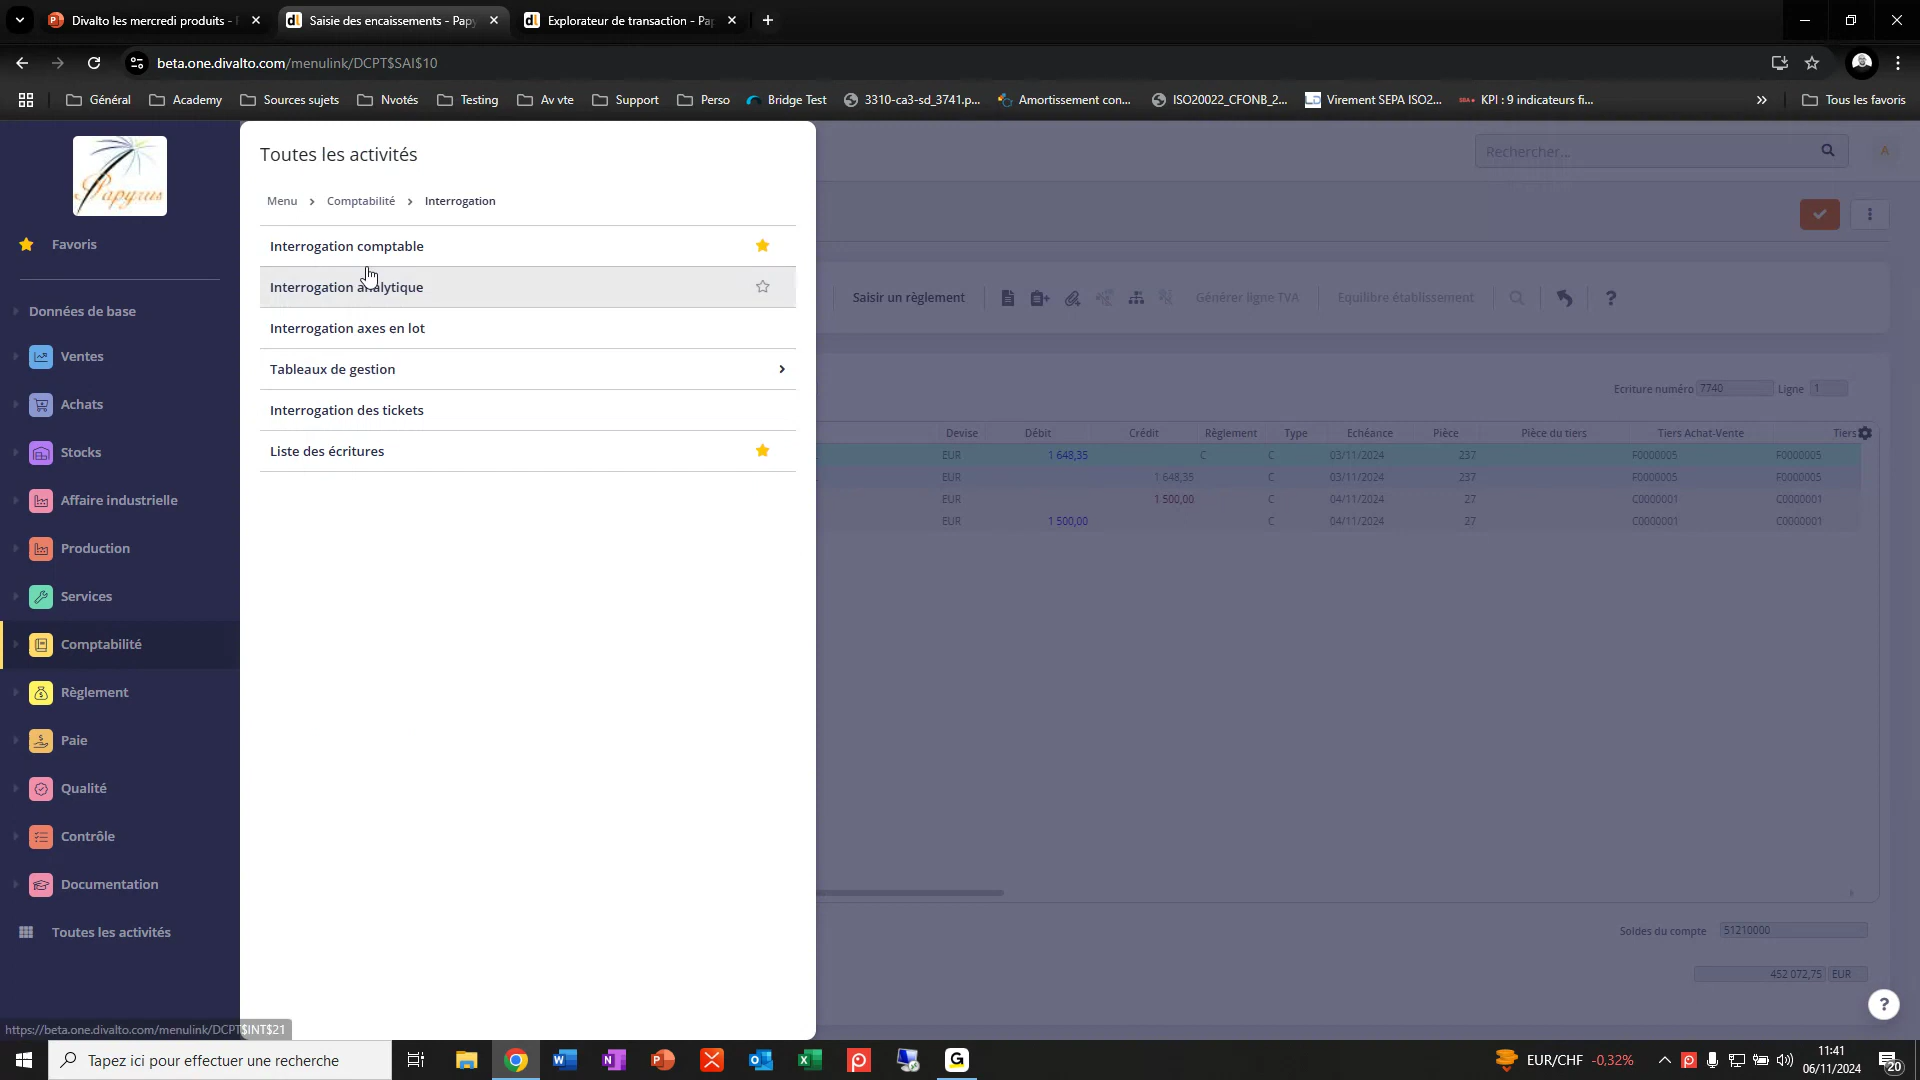 Divalto les mercredi produits -
Saisie des encaissements - Pap
Explorateur de transaction - Pa
beta.one.divalto.com/menulink/DCPT$SAI$10
Général
Academy
Sources sujets
Nvotés
Testing
Av vte
Support
Perso
Bridge Test
3310-ca3-sd_3741.p...
Amortissement con...
ISO20022_CFONB_2...
Virement SEPA ISO2...
KPI : 9 indicateurs fi...
Tous les favoris
Papyrus
Favoris
Données de base
Ventes
Achats
Stocks
Affaire industrielle
Production
Services
Comptabilité
Règlement
Paie
Qualité
Contrôle
Documentation
Toutes les activités
Toutes les activités
Menu > Comptabilité > Interrogation
Interrogation comptable
Interrogation analytique
Interrogation axes en lot
Tableaux de gestion
Interrogation des tickets
Liste des écritures
Rechercher...
A
Saisir un règlement
Générer ligne TVA
Equilibre établissement
?
Ecriture numéro 7740 Ligne 1
Devise Débit Crédit Règlement Type Echéance Pièce Pièce du tiers Tiers Achat-Vente Tiers
EUR 1 648,35 C C 03/11/2024 237 F0000005 F0000005
EUR 1 648,35 C 03/11/2024 237 F0000005 F0000005
EUR 1 500,00 C 04/11/2024 27 C0000001 C0000001
EUR 1 500,00 C 04/11/2024 27 C0000001 C0000001
Soldes du compte 51210000
452 072,75 EUR
?
https://beta.one.divalto.com/menulink/DCPT$INT$21
Tapez ici pour effectuer une recherche
EUR/CHF -0,32%
11:41
06/11/2024
20